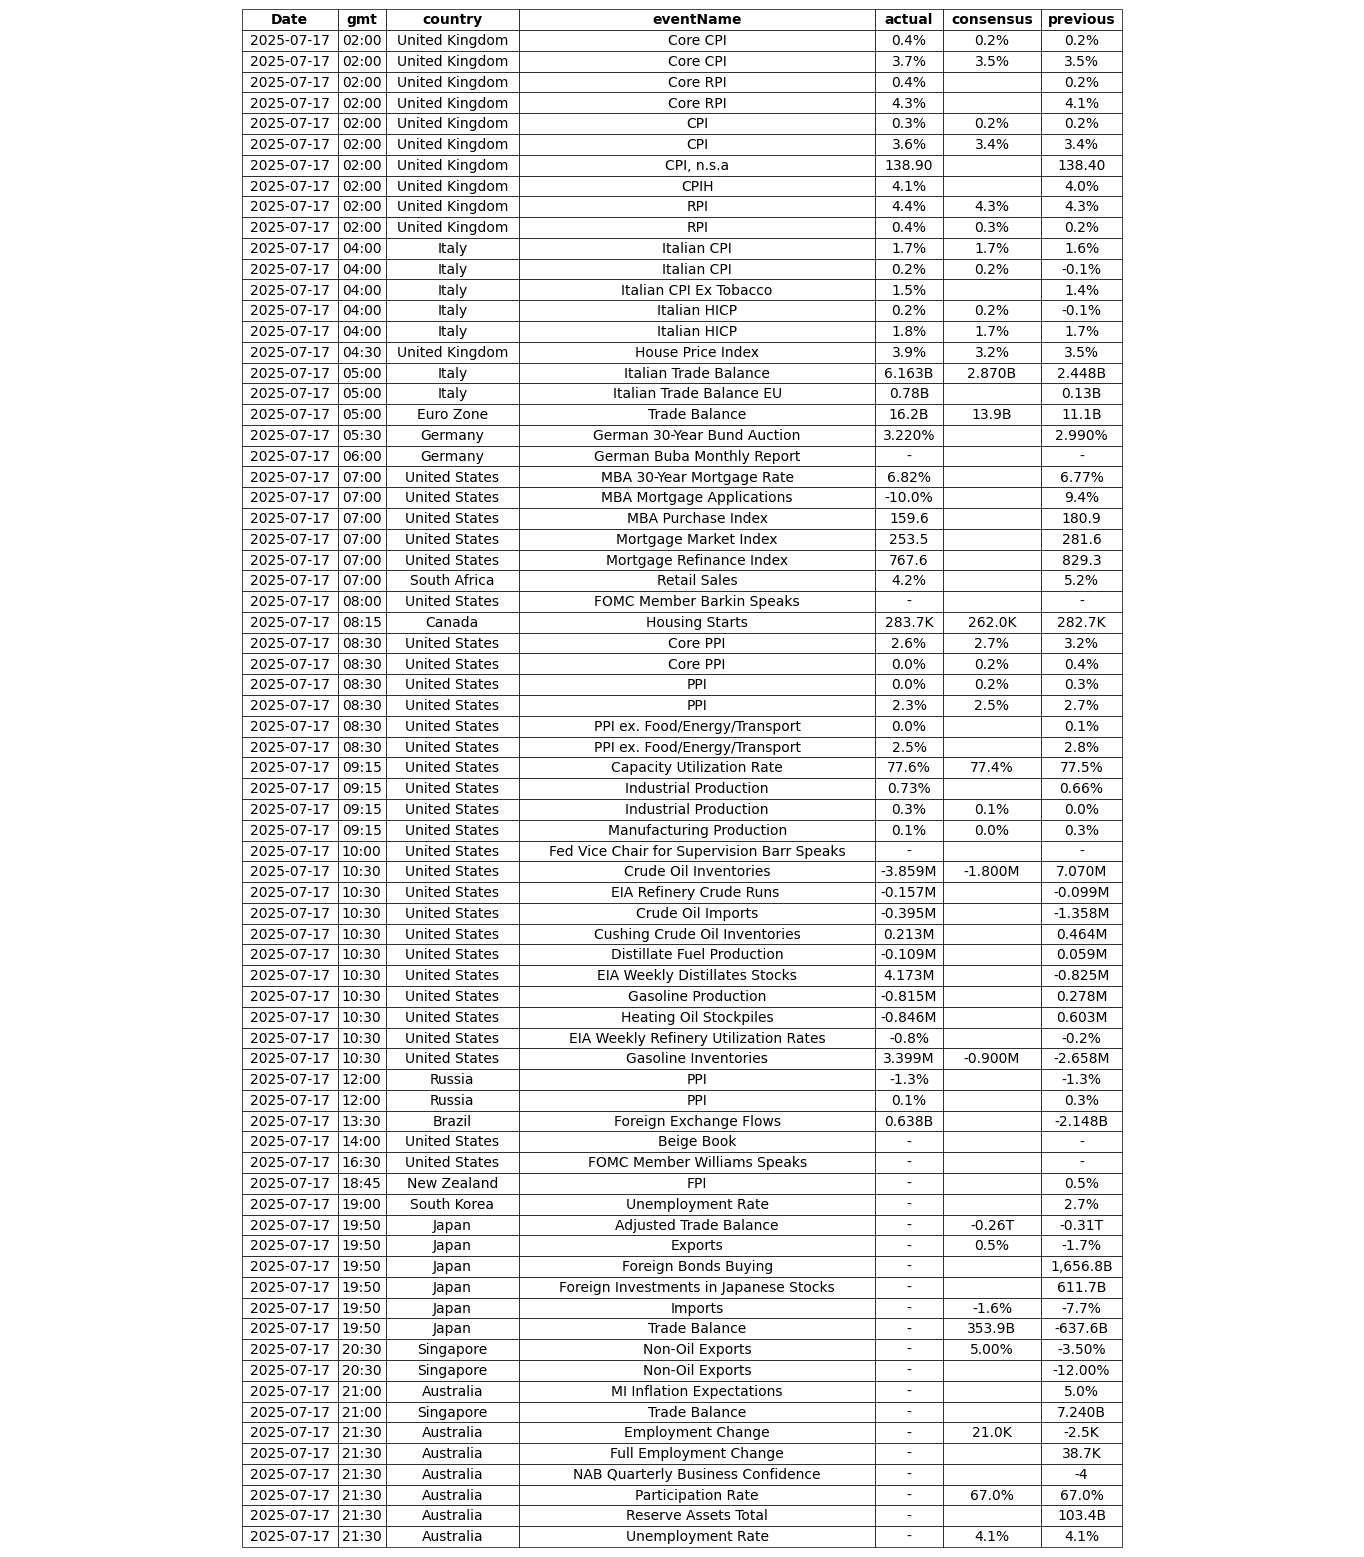 Date gmt country eventName actual consensus previous
2025-07-17 02:00 United Kingdom Core CPI 0.4% 0.2% 0.2%
2025-07-17 02:00 United Kingdom Core CPI 3.7% 3.5% 3.5%
2025-07-17 02:00 United Kingdom Core RPI 0.4% 0.2%
2025-07-17 02:00 United Kingdom Core RPI 4.3% 4.1%
2025-07-17 02:00 United Kingdom CPI 0.3% 0.2% 0.2%
2025-07-17 02:00 United Kingdom CPI 3.6% 3.4% 3.4%
2025-07-17 02:00 United Kingdom CPI, n.s.a 138.90 138.40
2025-07-17 02:00 United Kingdom CPIH 4.1% 4.0%
2025-07-17 02:00 United Kingdom RPI 4.4% 4.3% 4.3%
2025-07-17 02:00 United Kingdom RPI 0.4% 0.3% 0.2%
2025-07-17 04:00 Italy Italian CPI 1.7% 1.7% 1.6%
2025-07-17 04:00 Italy Italian CPI 0.2% 0.2% -0.1%
2025-07-17 04:00 Italy Italian CPI Ex Tobacco 1.5% 1.4%
2025-07-17 04:00 Italy Italian HICP 0.2% 0.2% -0.1%
2025-07-17 04:00 Italy Italian HICP 1.8% 1.7% 1.7%
2025-07-17 04:30 United Kingdom House Price Index 3.9% 3.2% 3.5%
2025-07-17 05:00 Italy Italian Trade Balance 6.163B 2.870B 2.448B
2025-07-17 05:00 Italy Italian Trade Balance EU 0.78B 0.13B
2025-07-17 05:00 Euro Zone Trade Balance 16.2B 13.9B 11.1B
2025-07-17 05:30 Germany German 30-Year Bund Auction 3.220% 2.990%
2025-07-17 06:00 Germany German Buba Monthly Report - -
2025-07-17 07:00 United States MBA 30-Year Mortgage Rate 6.82% 6.77%
2025-07-17 07:00 United States MBA Mortgage Applications -10.0% 9.4%
2025-07-17 07:00 United States MBA Purchase Index 159.6 180.9
2025-07-17 07:00 United States Mortgage Market Index 253.5 281.6
2025-07-17 07:00 United States Mortgage Refinance Index 767.6 829.3
2025-07-17 07:00 South Africa Retail Sales 4.2% 5.2%
2025-07-17 08:00 United States FOMC Member Barkin Speaks - -
2025-07-17 08:15 Canada Housing Starts 283.7K 262.0K 282.7K
2025-07-17 08:30 United States Core PPI 2.6% 2.7% 3.2%
2025-07-17 08:30 United States Core PPI 0.0% 0.2% 0.4%
2025-07-17 08:30 United States PPI 0.0% 0.2% 0.3%
2025-07-17 08:30 United States PPI 2.3% 2.5% 2.7%
2025-07-17 08:30 United States PPI ex. Food/Energy/Transport 0.0% 0.1%
2025-07-17 08:30 United States PPI ex. Food/Energy/Transport 2.5% 2.8%
2025-07-17 09:15 United States Capacity Utilization Rate 77.6% 77.4% 77.5%
2025-07-17 09:15 United States Industrial Production 0.73% 0.66%
2025-07-17 09:15 United States Industrial Production 0.3% 0.1% 0.0%
2025-07-17 09:15 United States Manufacturing Production 0.1% 0.0% 0.3%
2025-07-17 10:00 United States Fed Vice Chair for Supervision Barr Speaks - -
2025-07-17 10:30 United States Crude Oil Inventories -3.859M -1.800M 7.070M
2025-07-17 10:30 United States EIA Refinery Crude Runs -0.157M -0.099M
2025-07-17 10:30 United States Crude Oil Imports -0.395M -1.358M
2025-07-17 10:30 United States Cushing Crude Oil Inventories 0.213M 0.464M
2025-07-17 10:30 United States Distillate Fuel Production -0.109M 0.059M
2025-07-17 10:30 United States EIA Weekly Distillates Stocks 4.173M -0.825M
2025-07-17 10:30 United States Gasoline Production -0.815M 0.278M
2025-07-17 10:30 United States Heating Oil Stockpiles -0.846M 0.603M
2025-07-17 10:30 United States EIA Weekly Refinery Utilization Rates -0.8% -0.2%
2025-07-17 10:30 United States Gasoline Inventories 3.399M -0.900M -2.658M
2025-07-17 12:00 Russia PPI -1.3% -1.3%
2025-07-17 12:00 Russia PPI 0.1% 0.3%
2025-07-17 13:30 Brazil Foreign Exchange Flows 0.638B -2.148B
2025-07-17 14:00 United States Beige Book - -
2025-07-17 16:30 United States FOMC Member Williams Speaks - -
2025-07-17 18:45 New Zealand FPI - 0.5%
2025-07-17 19:00 South Korea Unemployment Rate - 2.7%
2025-07-17 19:50 Japan Adjusted Trade Balance - -0.26T -0.31T
2025-07-17 19:50 Japan Exports - 0.5% -1.7%
2025-07-17 19:50 Japan Foreign Bonds Buying - 1,656.8B
2025-07-17 19:50 Japan Foreign Investments in Japanese Stocks - 611.7B
2025-07-17 19:50 Japan Imports - -1.6% -7.7%
2025-07-17 19:50 Japan Trade Balance - 353.9B -637.6B
2025-07-17 20:30 Singapore Non-Oil Exports - 5.00% -3.50%
2025-07-17 20:30 Singapore Non-Oil Exports - -12.00%
2025-07-17 21:00 Australia MI Inflation Expectations - 5.0%
2025-07-17 21:00 Singapore Trade Balance - 7.240B
2025-07-17 21:30 Australia Employment Change - 21.0K -2.5K
2025-07-17 21:30 Australia Full Employment Change - 38.7K
2025-07-17 21:30 Australia NAB Quarterly Business Confidence - -4
2025-07-17 21:30 Australia Participation Rate - 67.0% 67.0%
2025-07-17 21:30 Australia Reserve Assets Total - 103.4B
2025-07-17 21:30 Australia Unemployment Rate - 4.1% 4.1%